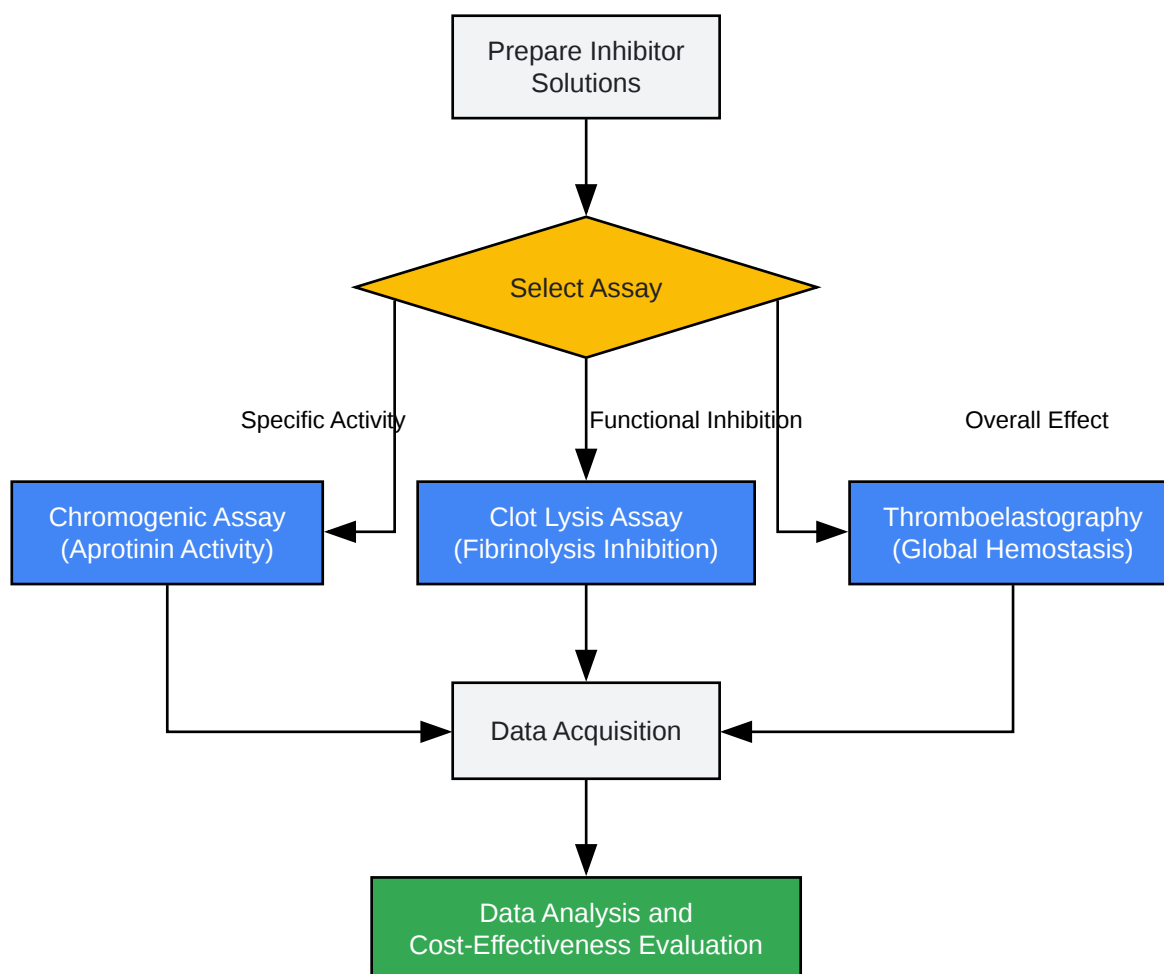 Prepare Inhibitor
Solutions
Select Assay
Specific Activity
Functional Inhibition
Overall Effect
Chromogenic Assay
(Aprotinin Activity)
Clot Lysis Assay
(Fibrinolysis Inhibition)
Thromboelastography
(Global Hemostasis)
Data Acquisition
Data Analysis and
Cost-Effectiveness Evaluation